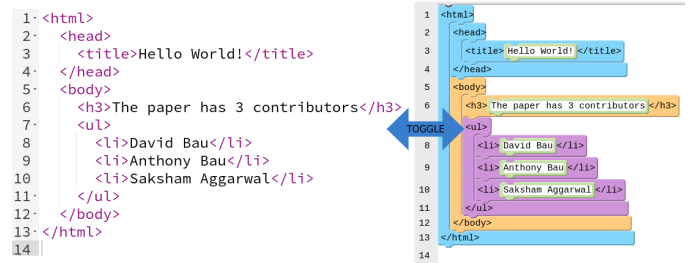 1 <html>
2 <head>
3 <title>Hello World!</title>
4 </head>
5 <body>
6 <h3>The paper has 3 contributors</h3>
7 <ul>
8 <li>David Bau</li>
9 <li>Anthony Bau</li>
10 <li>Saksham Aggarwal</li>
11 </ul>
12 </body>
13 </html>
14
TOGGLE
1 <html>
2 <head>
3 <title>Hello World!</title>
4 </head>
5 <body>
6 <h3>The paper has 3 contributors</h3>
7 <ul>
8 <li>David Bau</li>
9 <li>Anthony Bau</li>
10 <li>Saksham Aggarwal</li>
11 </ul>
12 </body>
13 </html>
14